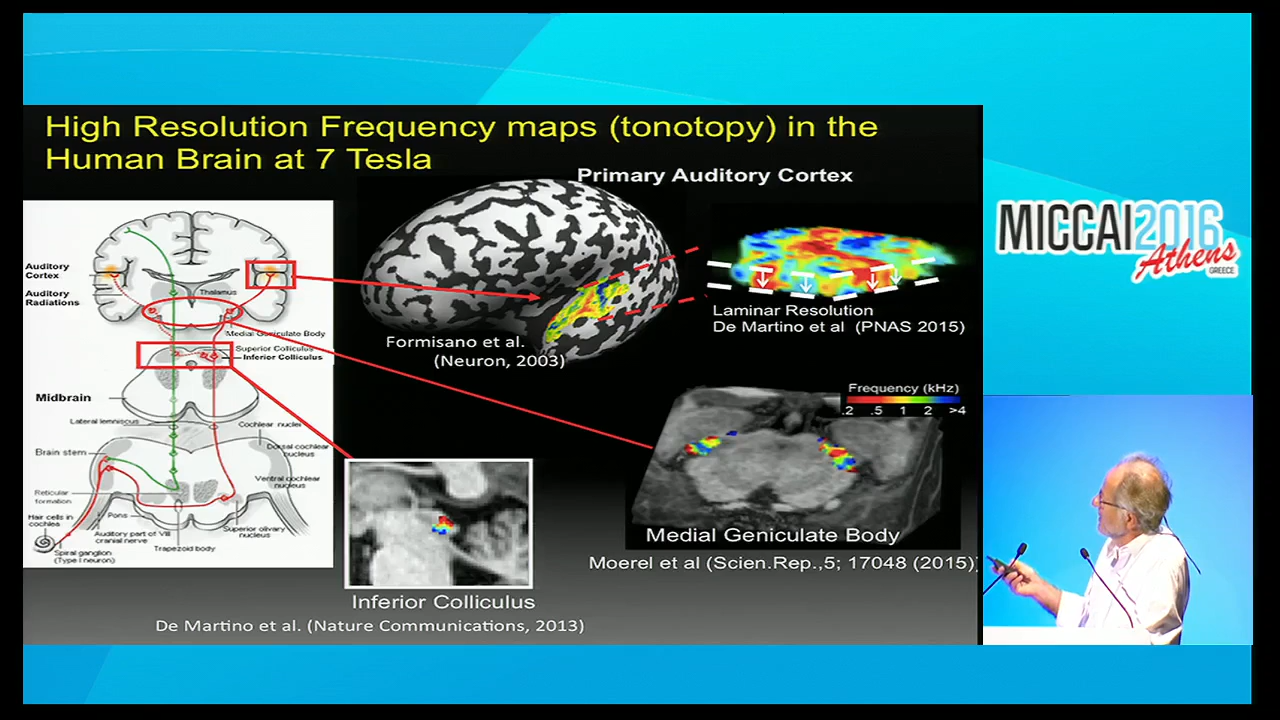 High Resolution Frequency maps (tonotopy) in the
Human Brain at 7 Tesla
Primary Auditory Cortex
Auditory
Cortex
Auditory
Radiations
Thalamus
Medial Geniculate Body
Superior Colliculus
Inferior Colliculus
Midbrain
Lateral lemniscus
Cochlear nuclei
Brain stem
Dorsal cochlear
nucleus
Ventral cochlear
nucleus
Reticular
formation
Hair cells in
cochlea
Pons
Auditory part of VIII
cranial nerve
Superior olivary
nucleus
Trapezoid body
Spiral ganglion
(Type I neuron)
Formisano et al.
(Neuron, 2003)
Laminar Resolution
De Martino et al (PNAS 2015)
Frequency (kHz)
.2 .5 1 2 >4
Medial Geniculate Body
Moerel et al (Scien.Rep.,5; 17048 (2015)
Inferior Colliculus
De Martino et al. (Nature Communications, 2013)
MICCAI2016
Athens
GREECE